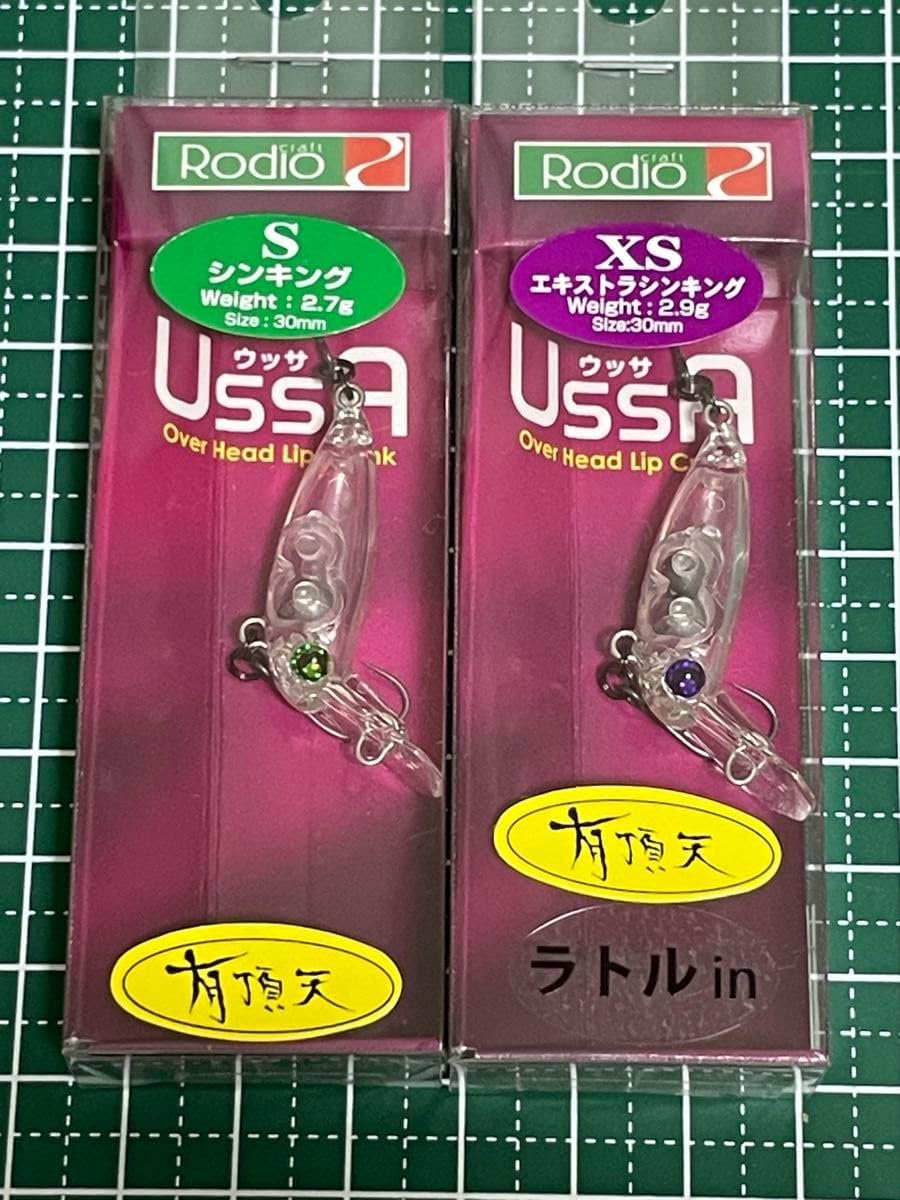 Rodio craft
S
シンキング
Weight : 2.7g
Size : 30mm
ウッサ
UssA
Over Head Lip
有頂天
Rodio craft
XS
エキストラシンキング
Weight : 2.9g
Size:30mm
ウッサ
UssA
Over Head Lip
有頂天
ラトル in